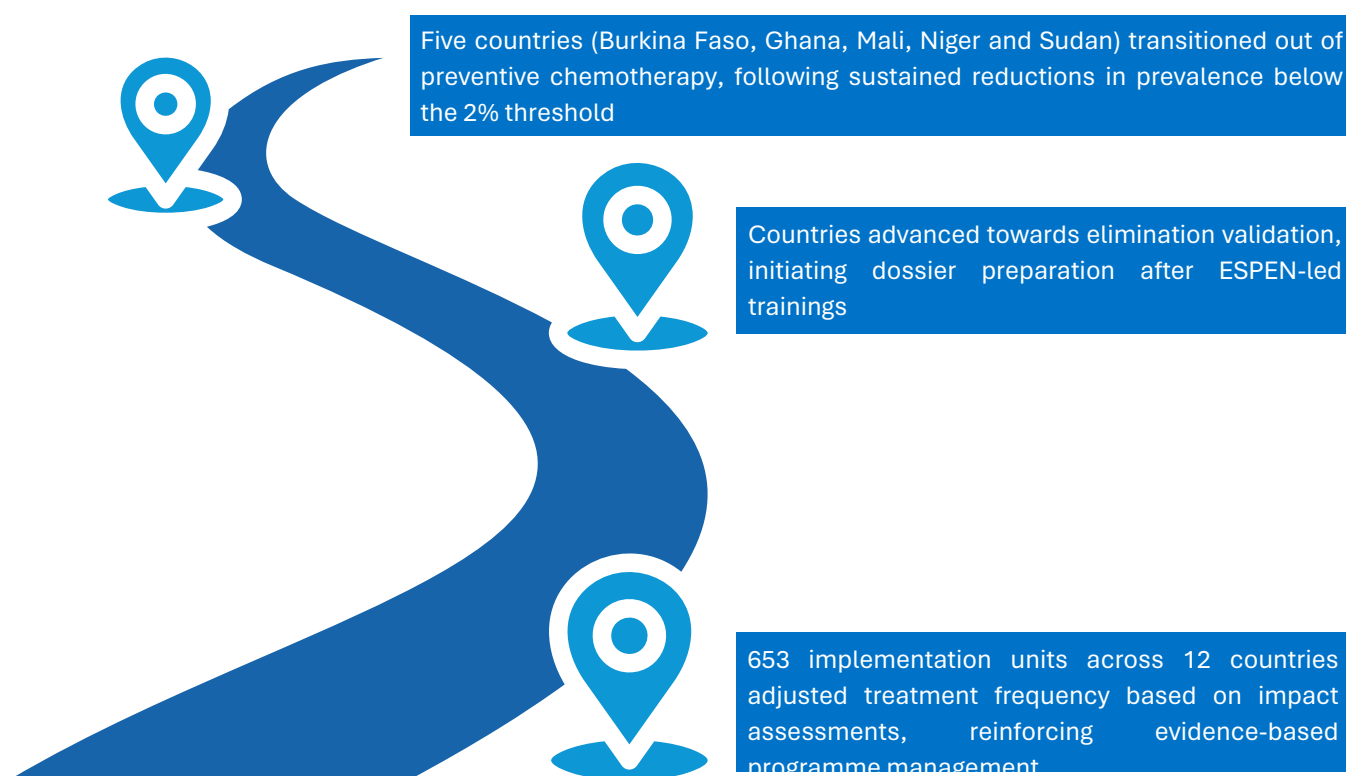 Five countries (Burkina Faso, Ghana, Mali, Niger and Sudan) transitioned out of
preventive chemotherapy, following sustained reductions in prevalence below
the 2% threshold
Countries advanced towards elimination validation,
initiating dossier preparation after ESPEN-led
trainings
653 implementation units across 12 countries
adjusted treatment frequency based on impact
assessments, reinforcing evidence-based
programme management